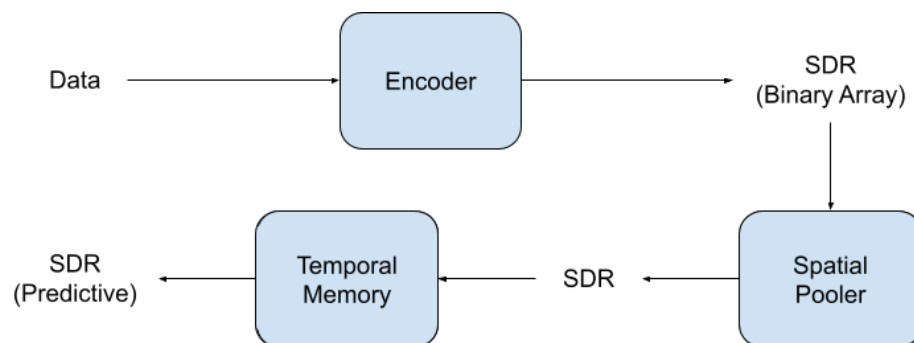 Data
Encoder
SDR
(Binary Array)
SDR
(Predictive)
Temporal
Memory
SDR
Spatial
Pooler